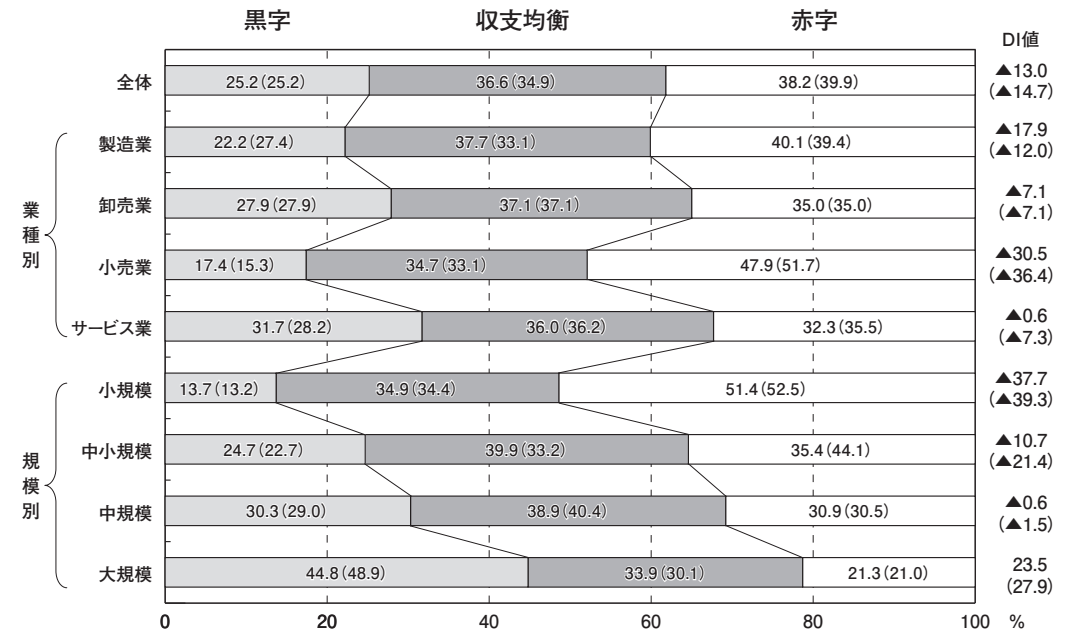 黒字 収支均衡 赤字
DI値
全体 25.2(25.2) 36.6(34.9) 38.2(39.9) ▲13.0
(▲14.7)
業種別
製造業 22.2(27.4) 37.7(33.1) 40.1(39.4) ▲17.9
(▲12.0)
卸売業 27.9(27.9) 37.1(37.1) 35.0(35.0) ▲7.1
(▲7.1)
小売業 17.4(15.3) 34.7(33.1) 47.9(51.7) ▲30.5
(▲36.4)
サービス業 31.7(28.2) 36.0(36.2) 32.3(35.5) ▲0.6
(▲7.3)
規模別
小規模 13.7(13.2) 34.9(34.4) 51.4(52.5) ▲37.7
(▲39.3)
中小規模 24.7(22.7) 39.9(33.2) 35.4(44.1) ▲10.7
(▲21.4)
中規模 30.3(29.0) 38.9(40.4) 30.9(30.5) ▲0.6
(▲1.5)
大規模 44.8(48.9) 33.9(30.1) 21.3(21.0) 23.5
(27.9)
0 20 40 60 80 100 %